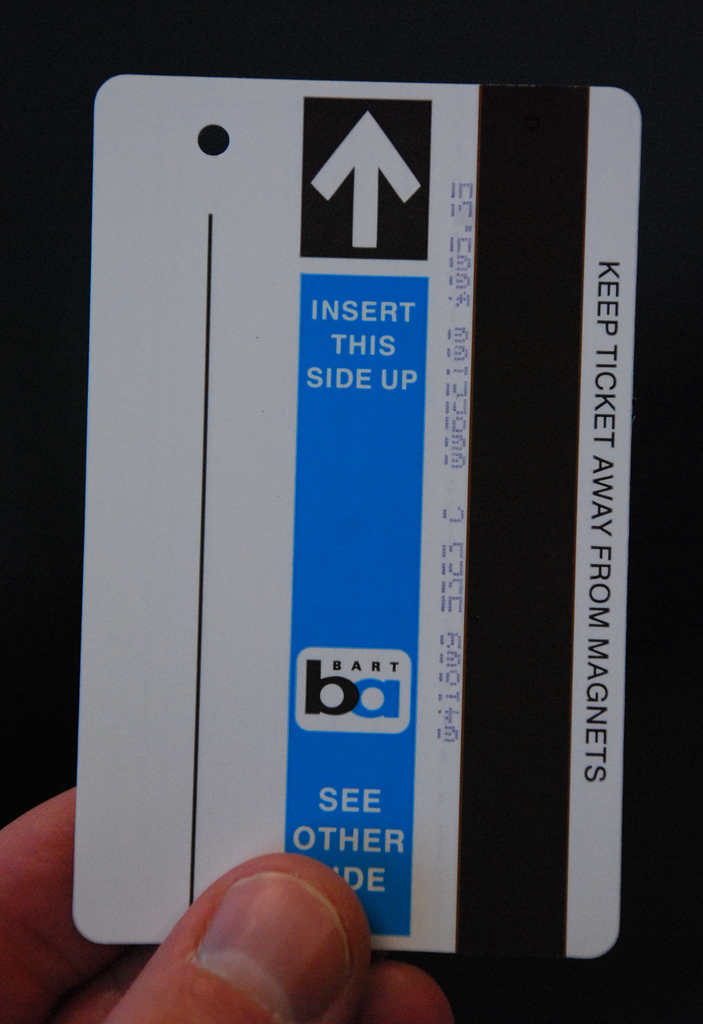 INSERT
THIS
SIDE UP
BART
ba
SEE
OTHER
KEEP TICKET AWAY FROM MAGNETS